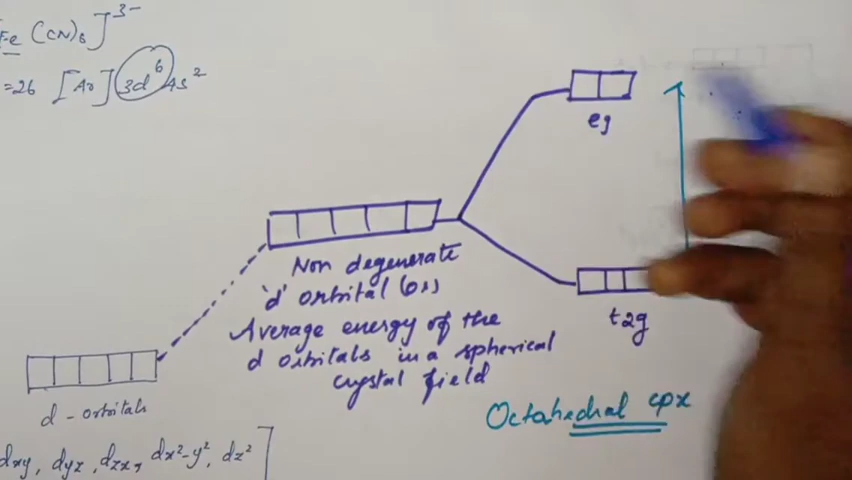 Fe (CN)6]3-
=26 [Ar] 3d6 4s2
eg
Non degenerate
'd' orbital (or)
t2g
Average energy of the
d orbitals in a spherical
crystal field
d - orbitals
Octahedral cpx
dxy, dyz, dzx, dx2-y2, dz2]